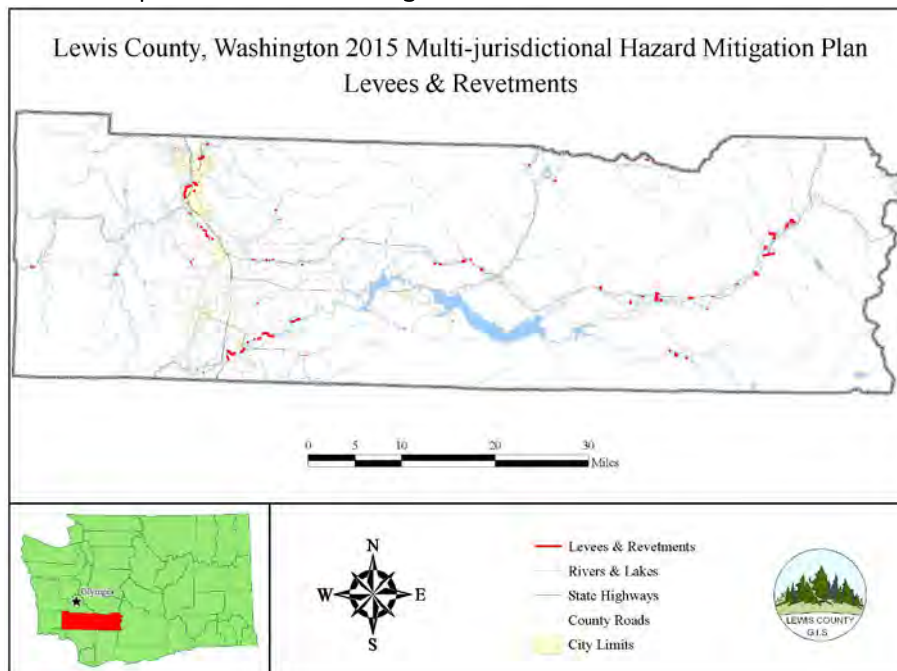 Lewis County, Washington 2015 Multi-jurisdictional Hazard Mitigation Plan
Levees & Revetments
0 5 10 20 30
Miles
Olympia
N
W E
S
Levees & Revetments
Rivers & Lakes
State Highways
County Roads
City Limits
LEWIS COUNTY
G.I.S